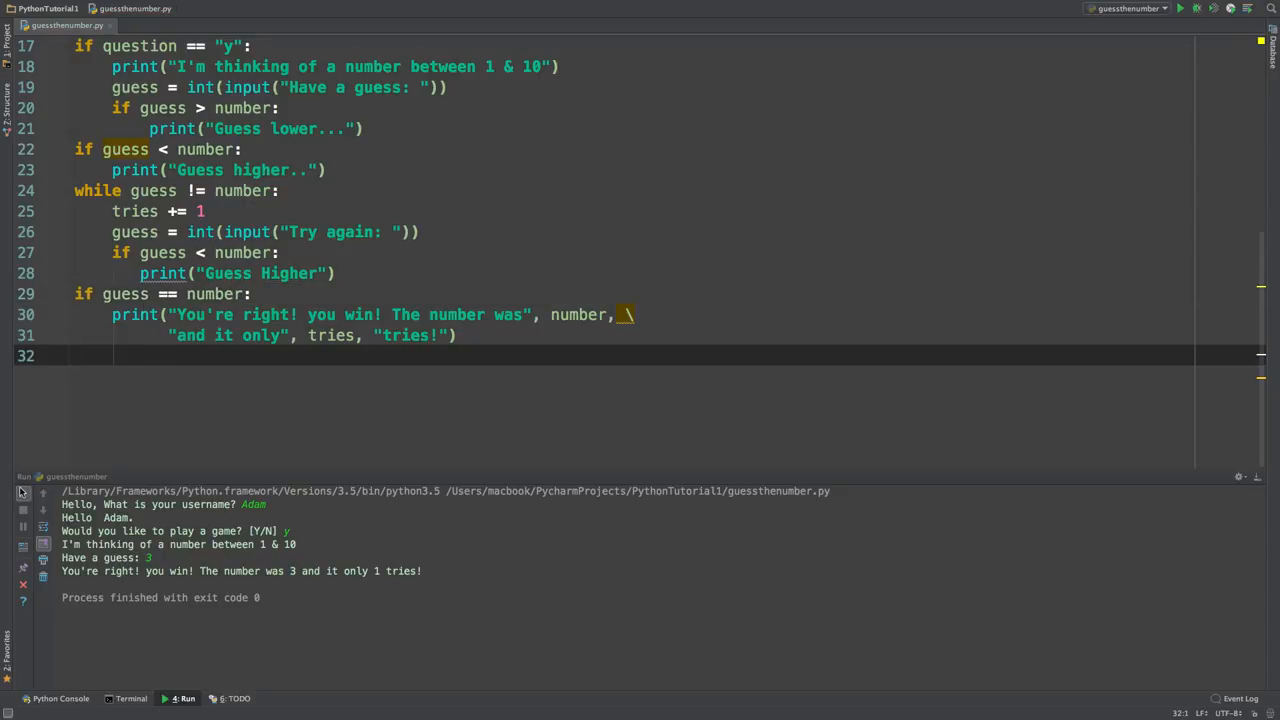 PythonTutorial1 guessthenumber.py
guessthenumber
guessthenumber.py
1: Project
Z: Structure
2: Favorites
Database
17 if question == "y":
18 print("I'm thinking of a number between 1 & 10")
19 guess = int(input("Have a guess: "))
20 if guess > number:
21 print("Guess lower...")
22 if guess < number:
23 print("Guess higher..")
24 while guess != number:
25 tries += 1
26 guess = int(input("Try again: "))
27 if guess < number:
28 print("Guess Higher")
29 if guess == number:
30 print("You're right! you win! The number was", number, \
31 "and it only", tries, "tries!")
32
Run guessthenumber
/Library/Frameworks/Python.framework/Versions/3.5/bin/python3.5 /Users/macbook/PycharmProjects/PythonTutorial1/guessthenumber.py
Hello, What is your username? Adam
Hello  Adam.
Would you like to play a game? [Y/N] y
I'm thinking of a number between 1 & 10
Have a guess: 3
You're right! you win! The number was 3 and it only 1 tries!
Process finished with exit code 0
Python Console Terminal 4: Run 6: TODO Event Log
32:1 LF÷ UTF-8÷